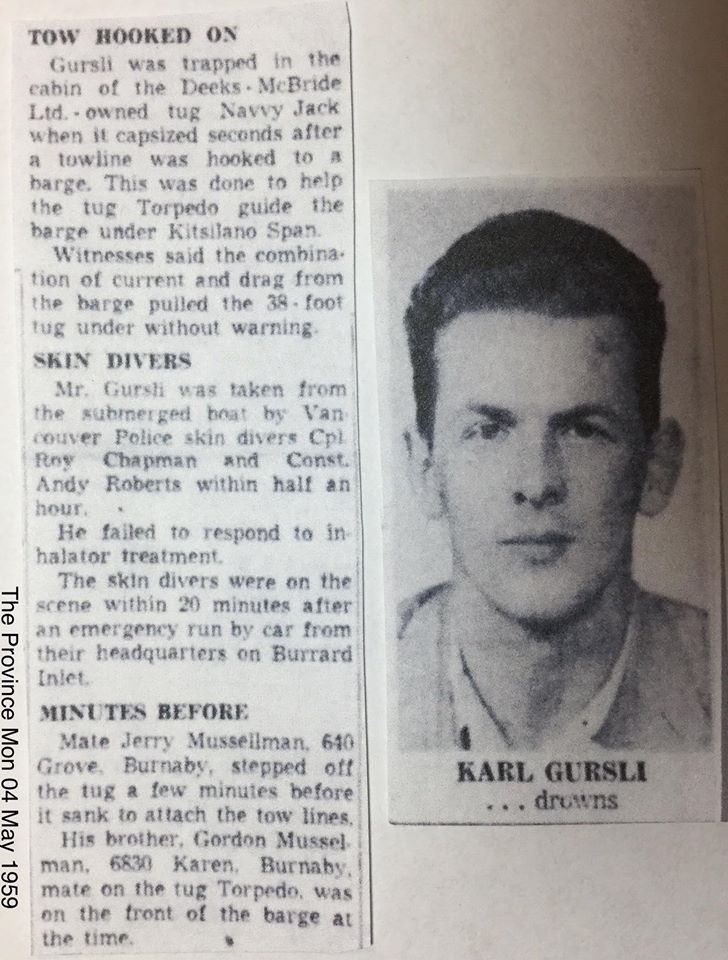 TOW HOOKED ON
Gursli was trapped in the
cabin of the Deeks-McBride
Ltd.-owned tug Navvy Jack
when it capsized seconds after
a towline was hooked to a
barge. This was done to help
the tug Torpedo guide the
barge under Kitsilano Span.
Witnesses said the combina-
tion of current and drag from
the barge pulled the 38-foot
tug under without warning.
SKIN DIVERS
Mr. Gursli was taken from
the submerged boat by Van-
couver Police skin divers Cpl.
Roy Chapman and Const.
Andy Roberts within half an
hour.
He failed to respond to in-
halator treatment.
The skin divers were on the
scene within 20 minutes after
an emergency run by car from
their headquarters on Burrard
Inlet.
MINUTES BEFORE
Mate Jerry Mussellman, 640
Grove, Burnaby, stepped off
the tug a few minutes before
it sank to attach the tow lines.
His brother, Gordon Mussel-
man, 6830 Karen, Burnaby,
mate on the tug Torpedo, was
on the front of the barge at
the time.
KARL GURSLI
... drowns
The Province Mon 04 May 1959